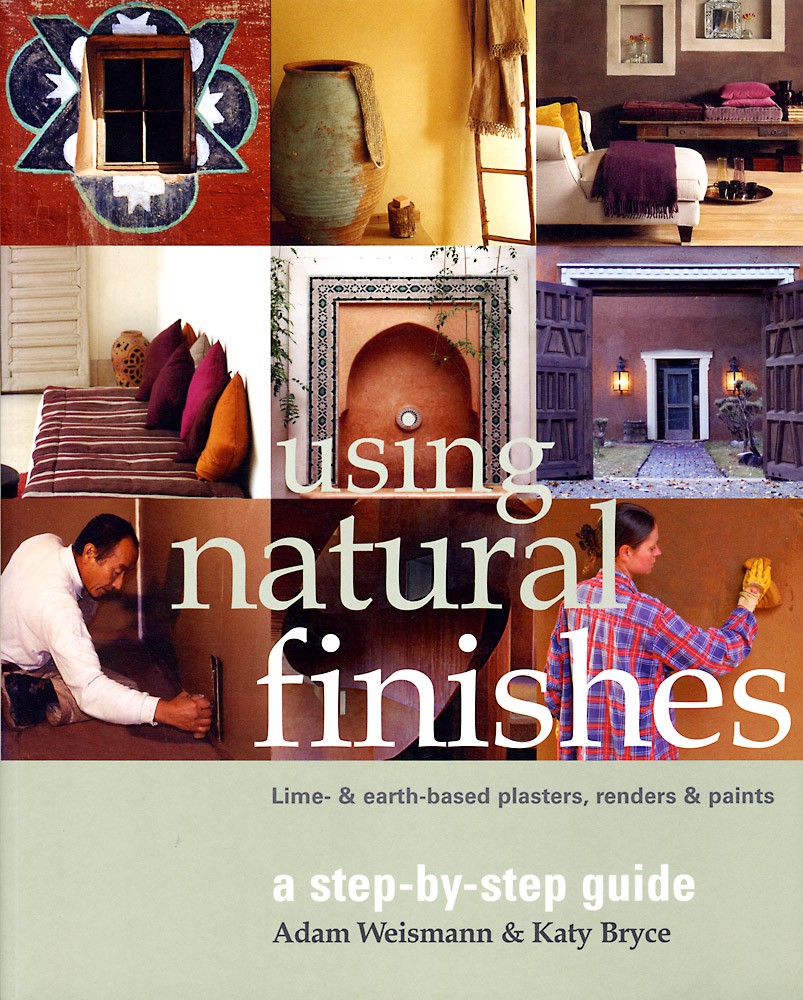 using
natural
finishes
Lime- & earth-based plasters, renders & paints
a step-by-step guide
Adam Weismann & Katy Bryce